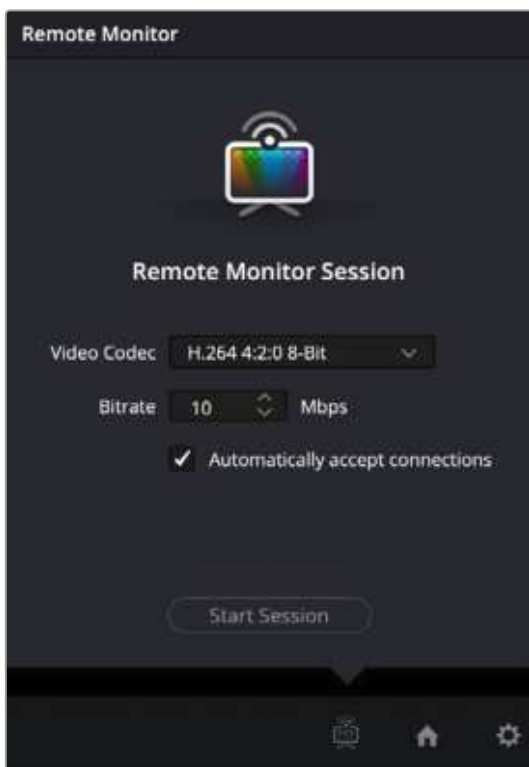 Remote Monitor
Remote Monitor Session
Video Codec H.264 4:2:0 8-Bit
Bitrate 10 Mbps
Automatically accept connections
Start Session